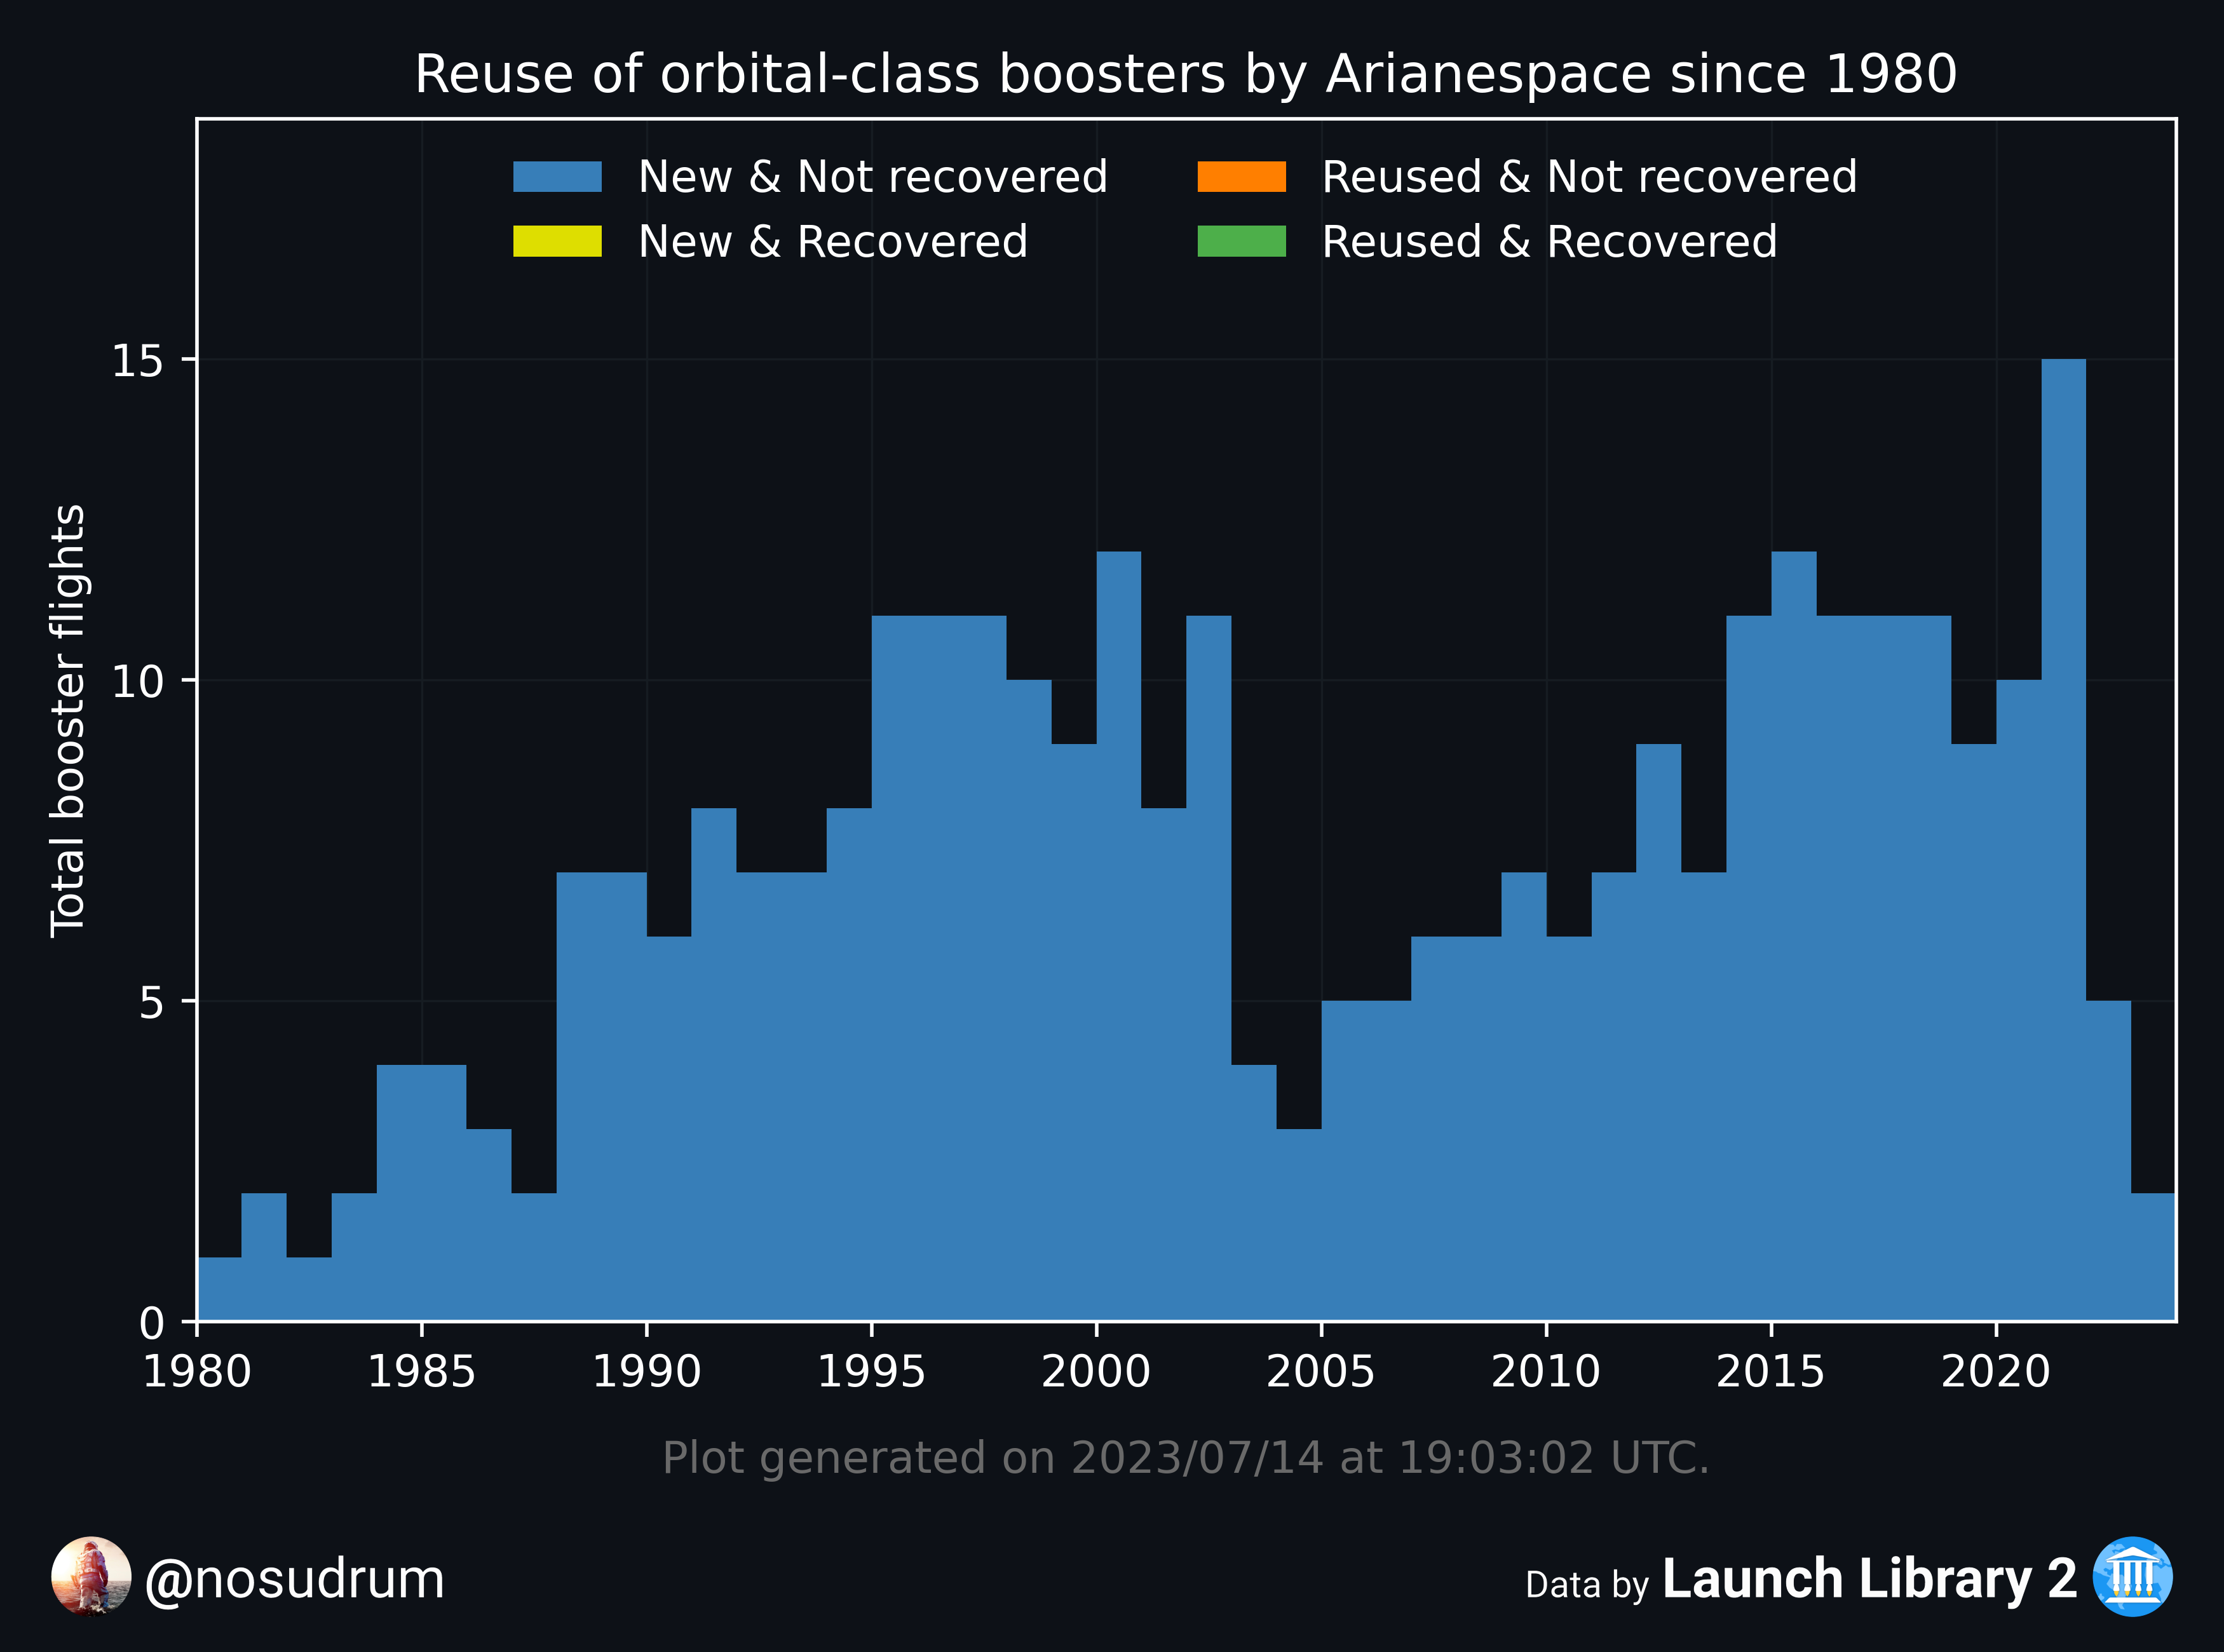 Reuse of orbital-class boosters by Arianespace since 1980
New & Not recovered
Reused & Not recovered
New & Recovered
Reused & Recovered
Total booster flights
15
10
5
0
1980 1985 1990 1995 2000 2005 2010 2015 2020
Plot generated on 2023/07/14 at 19:03:02 UTC.
@nosudrum
Data by Launch Library 2